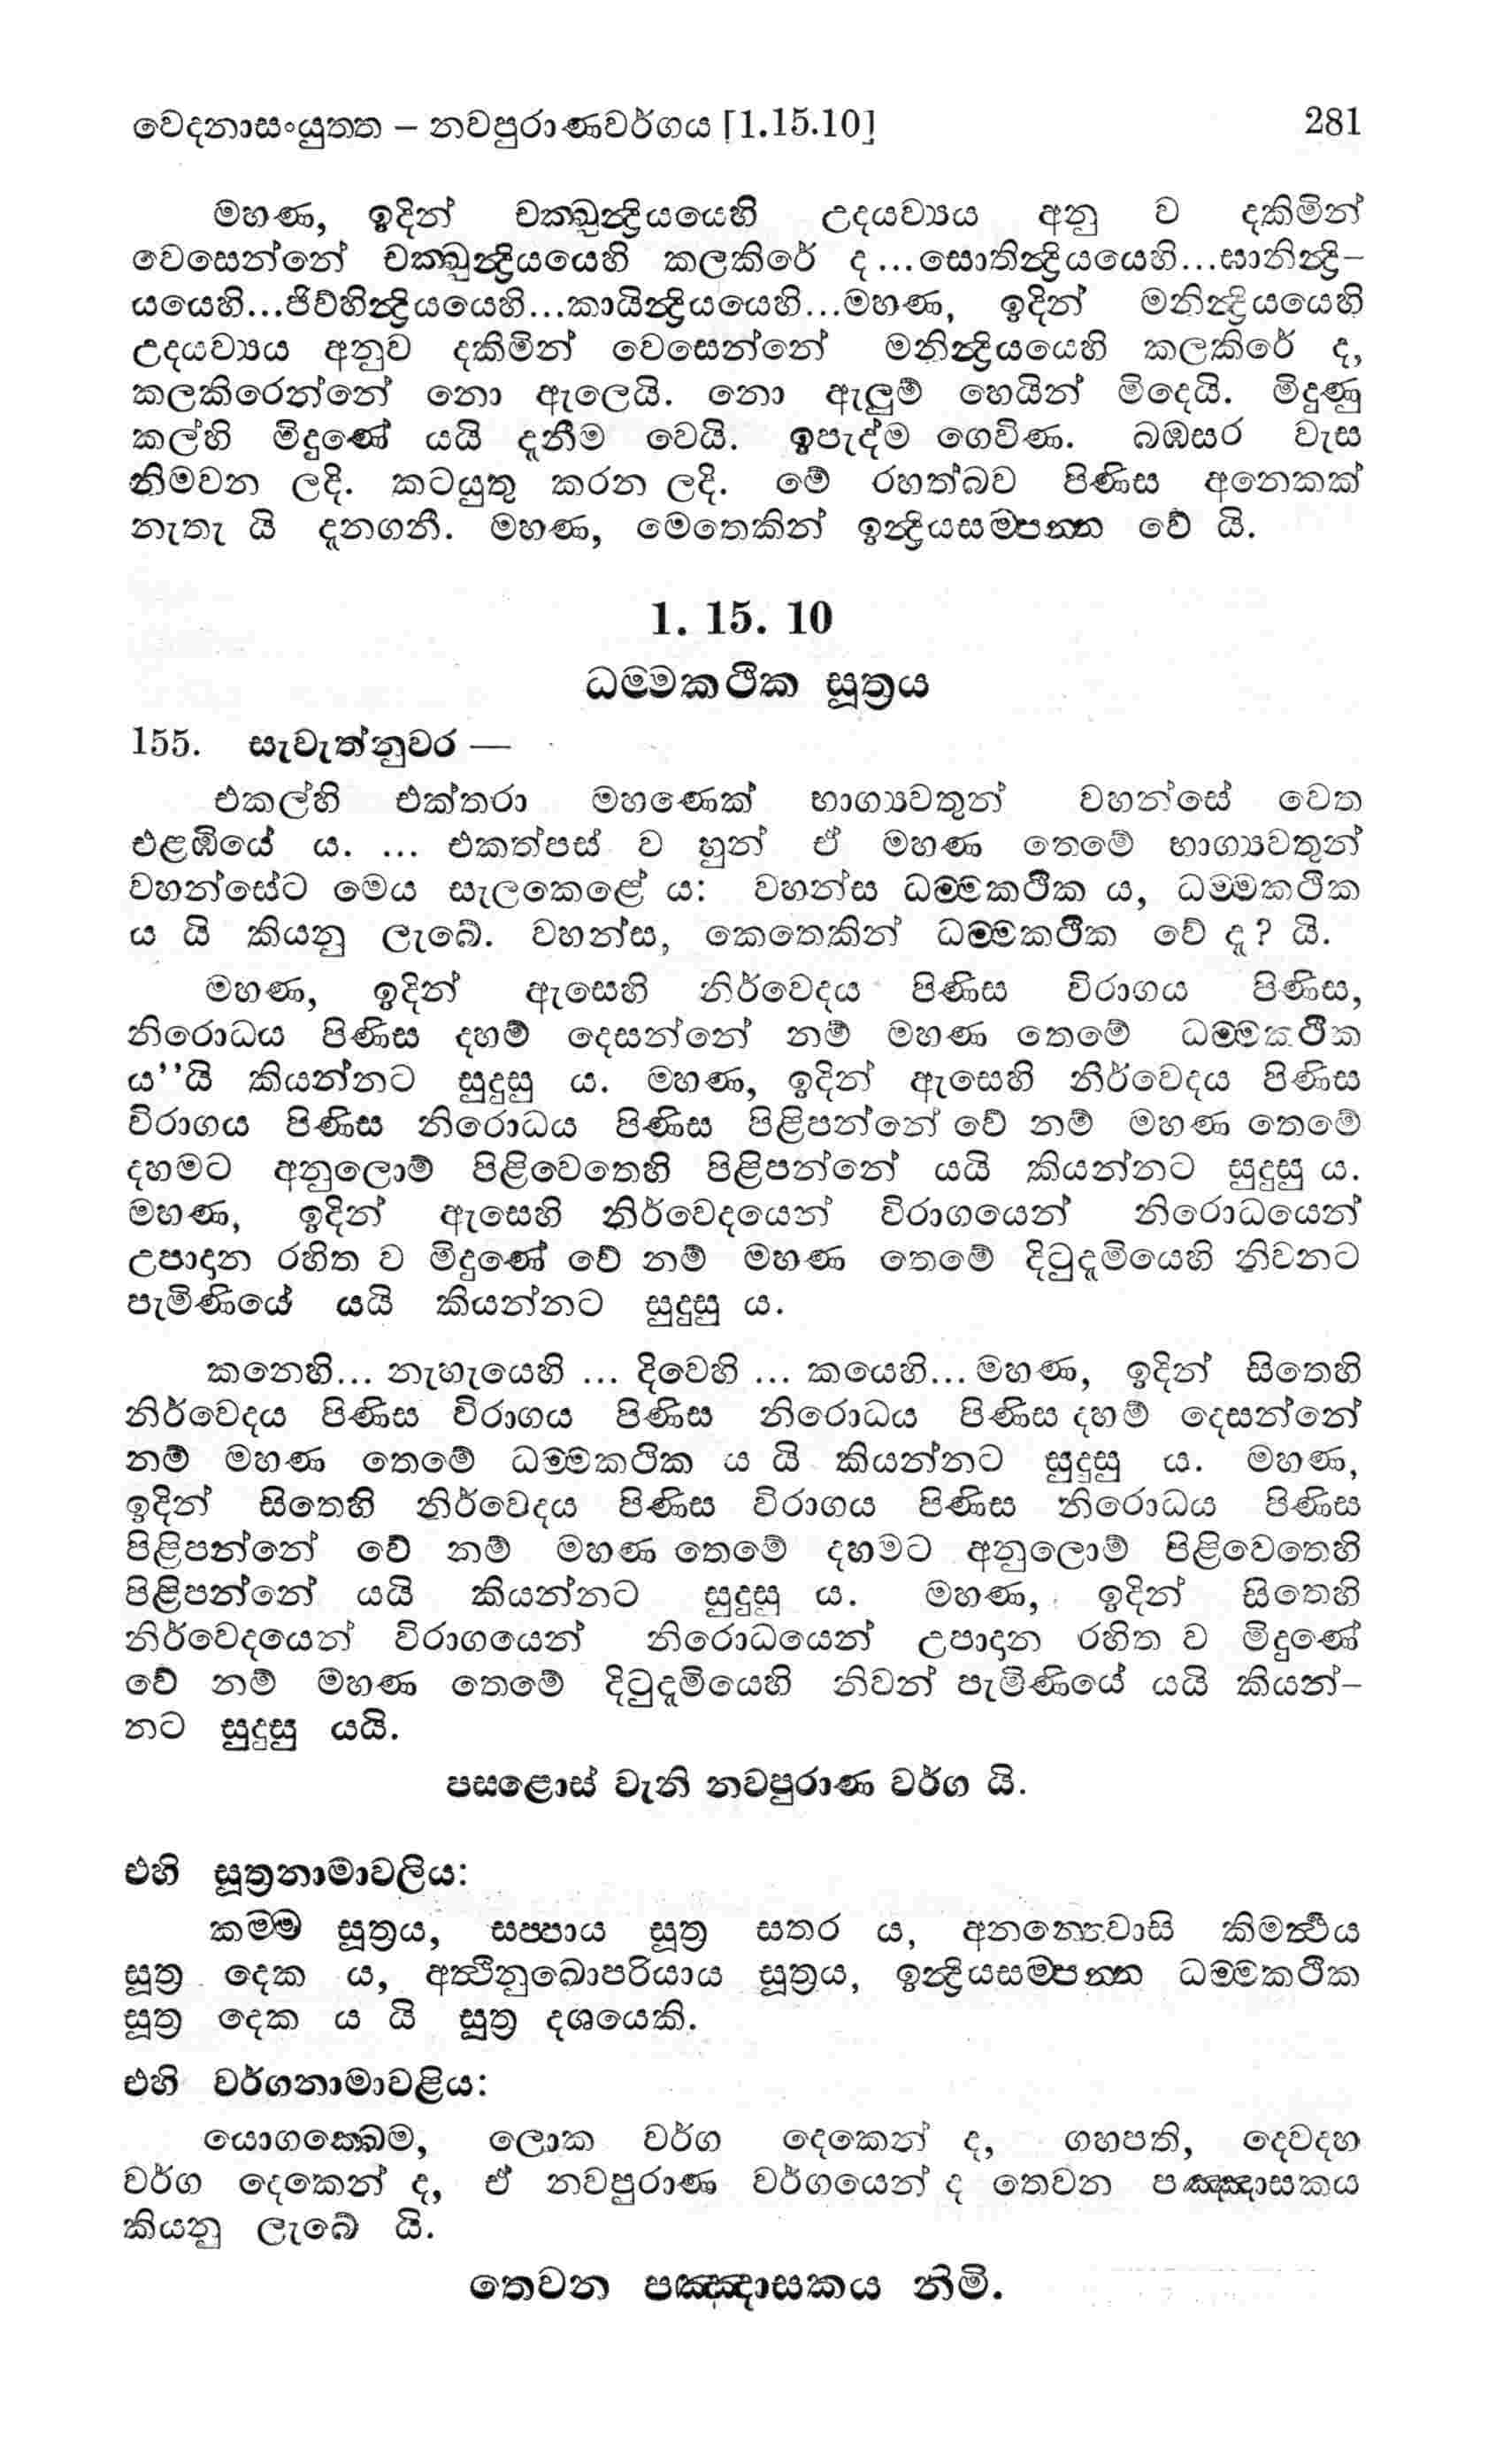 වෙදනාසංයුත්ත – නවපුරාණවර්ගය [1.15.10] 281
මහණ, ඉදින් චක්ඛුන්ද්‍රියයෙහි උදයව්‍යය අනු ව දකිමින්
වෙසෙන්නේ චක්ඛුන්ද්‍රියයෙහි කලකිරේ ද ...සොතින්ද්‍රියයෙහි...ඝානින්ද්‍රි-
යයෙහි...ජිව්හින්ද්‍රියයෙහි...කායින්ද්‍රියයෙහි...මහණ, ඉදින් මනින්ද්‍රියයෙහි
උදයව්‍යය අනුව දකිමින් වෙසෙන්නේ මනින්ද්‍රියයෙහි කලකිරේ ද,
කලකිරෙන්නේ නො ඇලෙයි. නො ඇලුම් හෙයින් මිදෙයි. මිදුණු
කල්හි මිදුණේ යයි දැනීම වෙයි. ඉපැද්ම ගෙවිණ. බඹසර වැස
නිමවන ලදි. කටයුතු කරන ලදි. මේ රහත්බව පිණිස අනෙකක්
නැතැ යි දැනගනී. මහණ, මෙතෙකින් ඉන්ද්‍රියසම්පන්න වේ යි.
1. 15. 10
ධම්මකථික සූත්‍රය
155. සැවැත්නුවර —
එකල්හි එක්තරා මහණෙක් භාග්‍යවතුන් වහන්සේ වෙත
එළඹියේ ය. ... එකත්පස් ව හුන් ඒ මහණ තෙමේ භාග්‍යවතුන්
වහන්සේට මෙය සැලකෙළේ ය: වහන්ස ධම්මකථික ය, ධම්මකථික
ය යි කියනු ලැබේ. වහන්ස, කෙතෙකින් ධම්මකථික වේ දැ? යි.
මහණ, ඉදින් ඇසෙහි නිර්වෙදය පිණිස විරාගය පිණිස,
නිරොධය පිණිස දහම් දෙසන්නේ නම් මහණ තෙමේ ධම්මකථික
ය''යි කියන්නට සුදුසු ය. මහණ, ඉදින් ඇසෙහි නිර්වෙදය පිණිස
විරාගය පිණිස නිරොධය පිණිස පිළිපන්නේ වේ නම් මහණ තෙමේ
දහමට අනුලොම් පිළිවෙතෙහි පිළිපන්නේ යයි කියන්නට සුදුසු ය.
මහණ, ඉදින් ඇසෙහි නිර්වෙදයෙන් විරාගයෙන් නිරොධයෙන්
උපාදාන රහිත ව මිදුණේ වේ නම් මහණ තෙමේ දිටුදැමියෙහි නිවනට
පැමිණියේ යයි කියන්නට සුදුසු ය.
කනෙහි... නැහැයෙහි ... දිවෙහි ... කයෙහි... මහණ, ඉදින් සිතෙහි
නිර්වෙදය පිණිස විරාගය පිණිස නිරොධය පිණිස දහම් දෙසන්නේ
නම් මහණ තෙමේ ධම්මකථික ය යි කියන්නට සුදුසු ය. මහණ,
ඉදින් සිතෙහි නිර්වෙදය පිණිස විරාගය පිණිස නිරොධය පිණිස
පිළිපන්නේ වේ නම් මහණ තෙමේ දහමට අනුලොම් පිළිවෙතෙහි
පිළිපන්නේ යයි කියන්නට සුදුසු ය. මහණ, ඉදින් සිතෙහි
නිර්වෙදයෙන් විරාගයෙන් නිරොධයෙන් උපාදාන රහිත ව මිදුණේ
වේ නම් මහණ තෙමේ දිටුදැමියෙහි නිවන් පැමිණියේ යයි කියන්-
නට සුදුසු යයි.
පසළොස් වැනි නවපුරාණ වර්ග යි.
එහි සූත්‍රනාමාවලිය:
කම්ම සූත්‍රය, සප්පාය සූත්‍ර සතර ය, අනන්තෙවාසි කිමත්ථිය
සූත්‍ර දෙක ය, අත්ථිනුඛොපරියාය සූත්‍රය, ඉන්ද්‍රියසම්පන්න ධම්මකථික
සූත්‍ර දෙක ය යි සූත්‍ර දශයෙකි.
එහි වර්ගනාමාවළිය:
යොගක්ඛෙම, ලොක වර්ග දෙකෙන් ද, ගහපති, දෙවදහ
වර්ග දෙකෙන් ද, ඒ නවපුරාණ වර්ගයෙන් ද තෙවන පණ්ණාසකය
කියනු ලැබේ යි.
තෙවන පඤ්ඤාසකය නිමි.